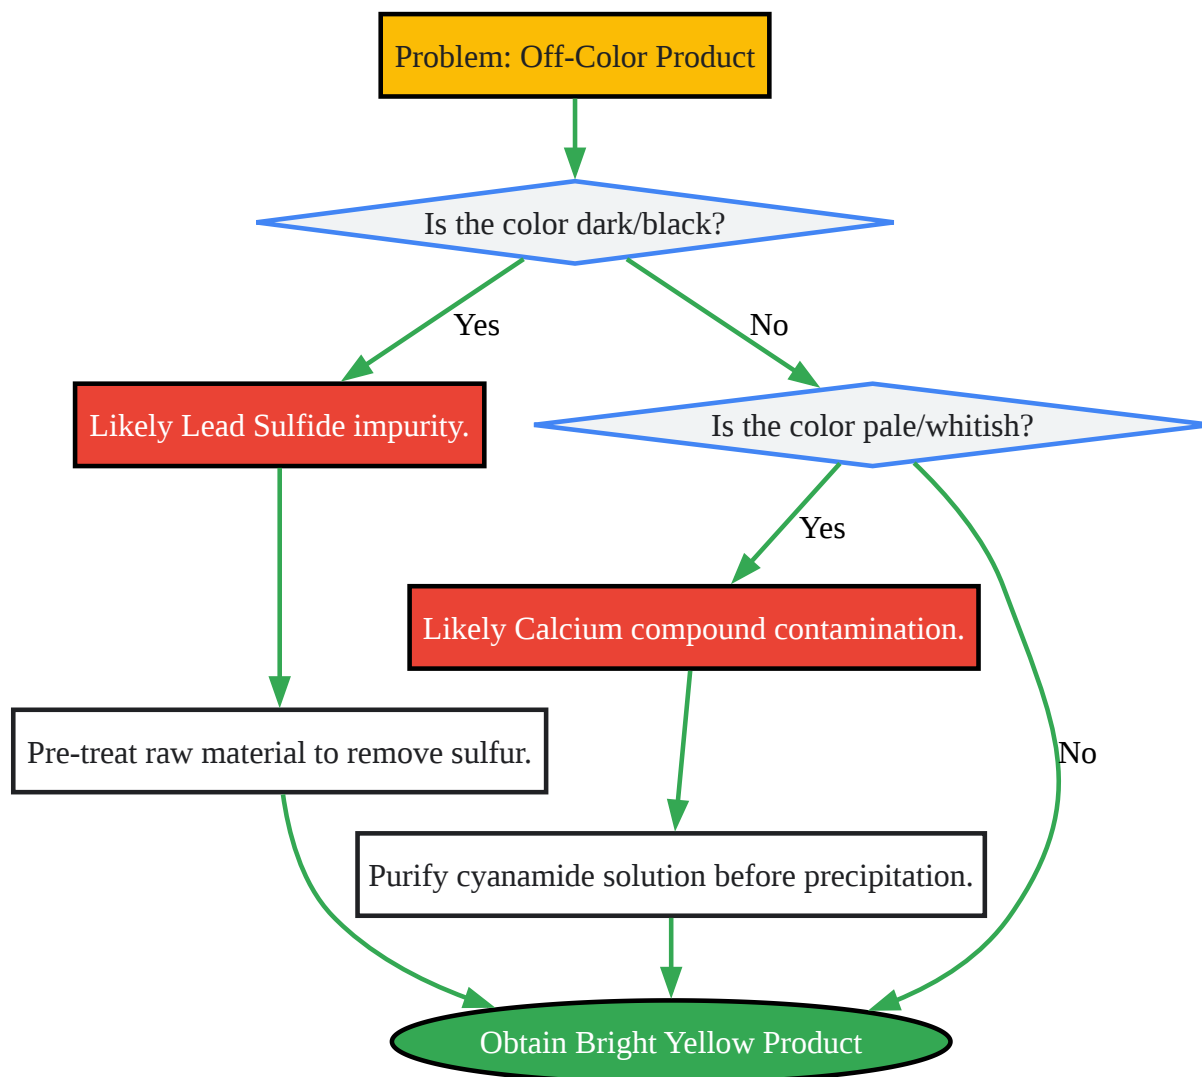 Problem: Off-Color Product
Is the color dark/black?
Yes
No
Likely Lead Sulfide impurity.
Is the color pale/whitish?
Yes
Likely Calcium compound contamination.
Pre-treat raw material to remove sulfur.
No
Purify cyanamide solution before precipitation.
Obtain Bright Yellow Product